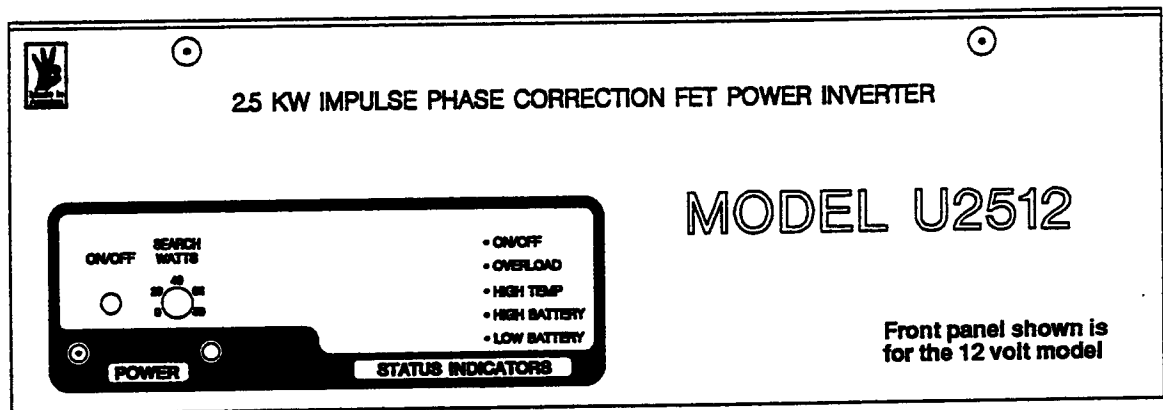 2.5 KW IMPULSE PHASE CORRECTION FET POWER INVERTER
MODEL U2512
ON/OFF
SEARCH
WATTS
40
0
• ON/OFF
• OVERLOAD
• HIGH TEMP
• HIGH BATTERY
• LOW BATTERY
POWER
STATUS INDICATORS
Front panel shown is
for the 12 volt model